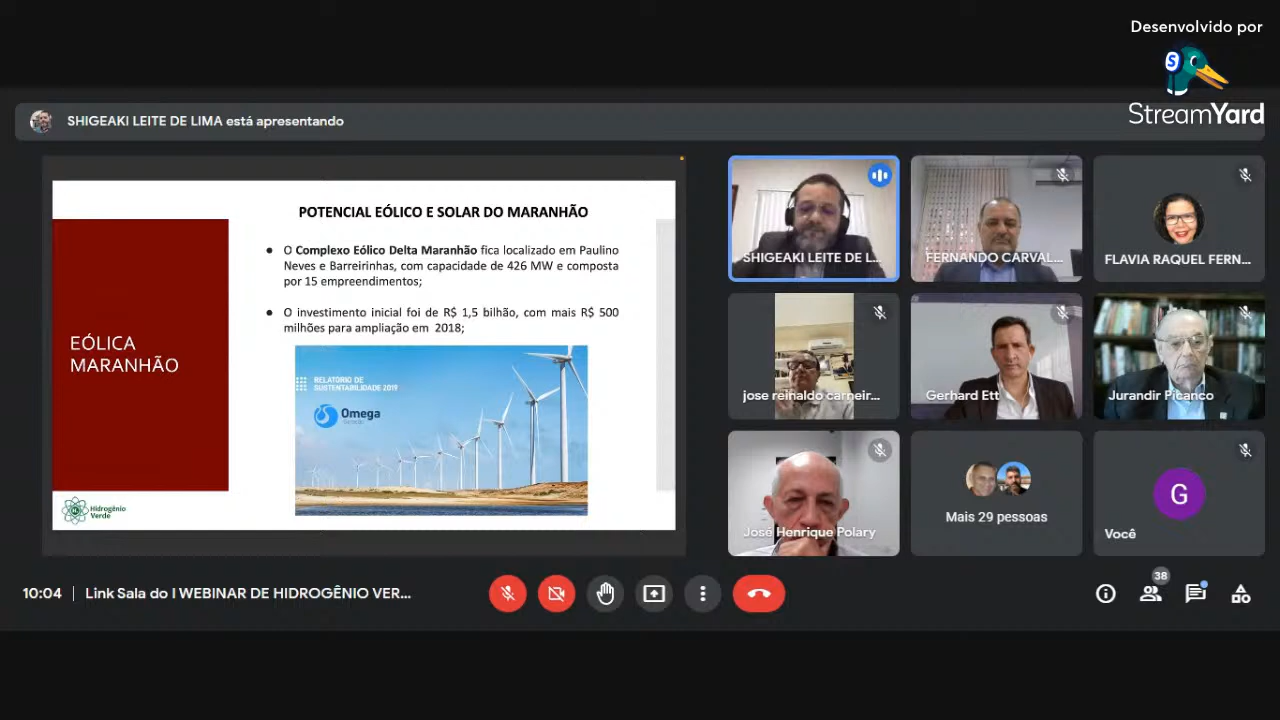 Desenvolvido por
StreamYard
SHIGEAKI LEITE DE LIMA está apresentando
POTENCIAL EÓLICO E SOLAR DO MARANHÃO
● O Complexo Eólico Delta Maranhão fica localizado em Paulino
Neves e Barreirinhas, com capacidade de 426 MW e composta
por 15 empreendimentos;
● O investimento inicial foi de R$ 1,5 bilhão, com mais R$ 500
milhões para ampliação em 2018;
EÓLICA
MARANHÃO
RELATÓRIO DE
SUSTENTABILIDADE 2019
Omega
Hidrogênio
Verde
SHIGEAKI LEITE DE L...
FERNANDO CARVAL...
FLAVIA RAQUEL FERN...
jose reinaldo carneir...
Gerhard Ett
Jurandir Picanco
José Henrique Polary
Mais 29 pessoas
G
Você
10:04 | Link Sala do I WEBINAR DE HIDROGÊNIO VER...
38